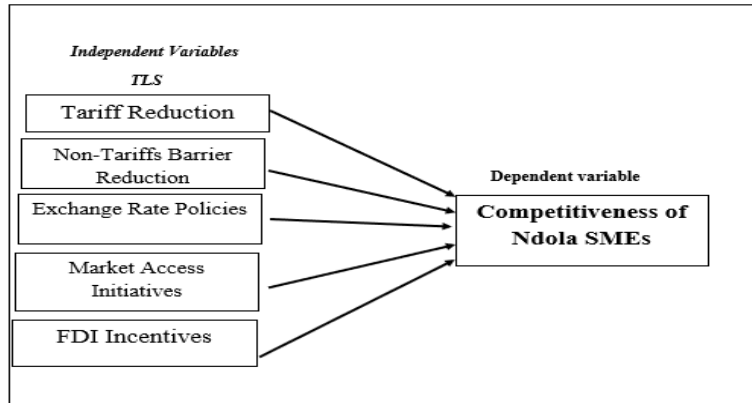 Independent Variables
TLS
Tariff Reduction
Non-Tariffs Barrier
Reduction
Exchange Rate Policies
Market Access
Initiatives
FDI Incentives
Dependent variable
Competitiveness of
Ndola SMEs